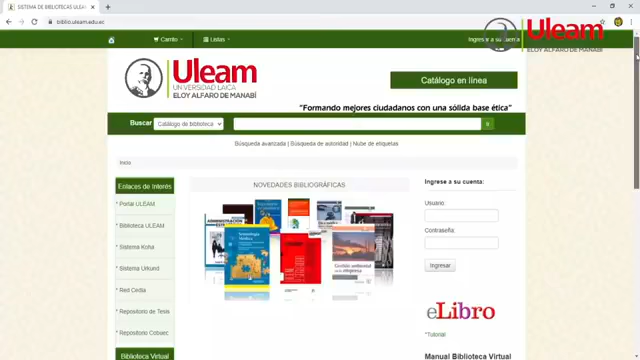 SISTEMA DE BIBLIOTECAS ULEA
biblio.uleam.edu.ec
Carrito
Listas
Ingresar a su cuenta
Uleam
ELOY ALFARO DE MANABÍ
Uleam
UNIVERSIDAD LAICA
ELOY ALFARO DE MANABÍ
Catálogo en línea
"Formando mejores ciudadanos con una sólida base ética"
Buscar
Catálogo de biblioteca
Búsqueda avanzada | Búsqueda de autoridad | Nube de etiquetas
Inicio
Enlaces de Interés
* Portal ULEAM
* Biblioteca ULEAM
* Sistema Koha
* Sistema Urkund
* Red Cedia
* Repositorio de Tesis
* Repositorio Cobuec
Biblioteca Virtual
NOVEDADES BIBLIOGRÁFICAS
Ingrese a su cuenta:
Usuario:
Contraseña:
Ingresar
eLibro
*Tutorial
Manual Biblioteca Virtual